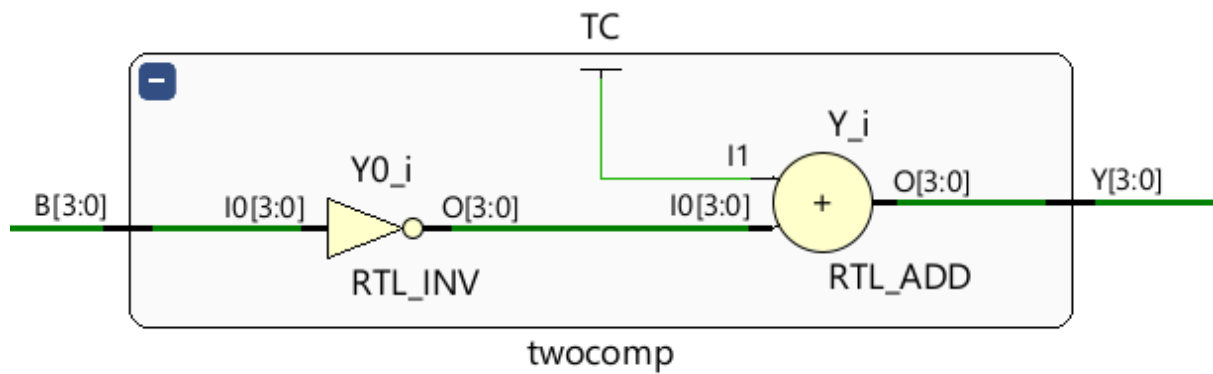 TC
−
Y_i
I1
Y0_i
B[3:0]
I0[3:0]
O[3:0]
I0[3:0]
+
O[3:0]
Y[3:0]
RTL_INV
RTL_ADD
twocomp